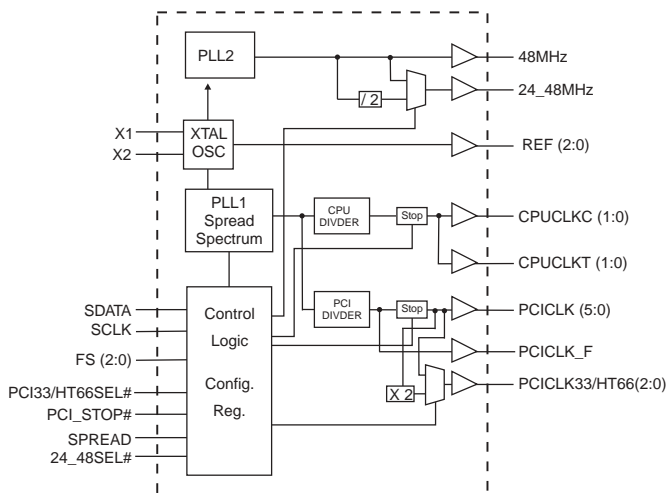 PLL2
48MHz
/ 2
24_48MHz
X1
X2
XTAL
OSC
REF (2:0)
PLL1
Spread
Spectrum
CPU
DIVDER
Stop
CPUCLKC (1:0)
CPUCLKT (1:0)
SDATA
SCLK
FS (2:0)
PCI33/HT66SEL#
PCI_STOP#
SPREAD
24_48SEL#
Control
Logic
Config.
Reg.
PCI
DIVDER
Stop
X 2
PCICLK (5:0)
PCICLK_F
PCICLK33/HT66(2:0)